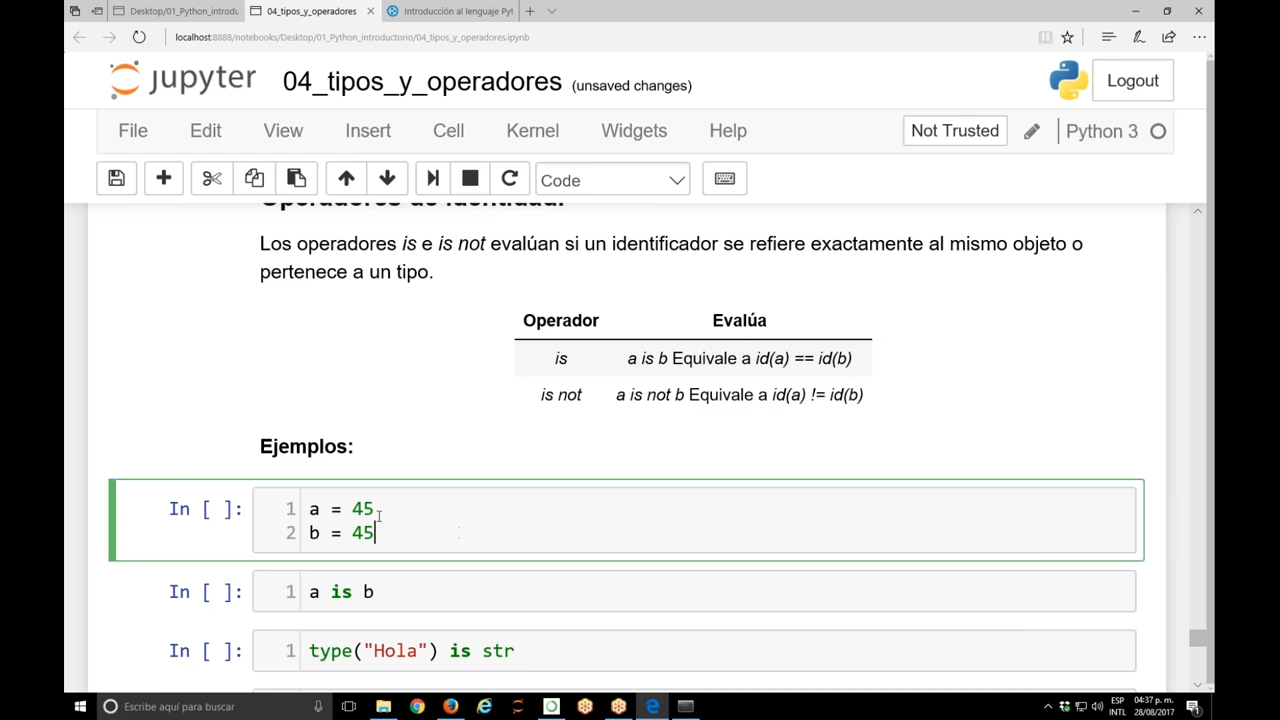 Desktop/01_Python_introdu
04_tipos_y_operadores
Introducción al lenguaje Pyt
localhost:8888/notebooks/Desktop/01_Python_introductorio/04_tipos_y_operadores.ipynb
jupyter 04_tipos_y_operadores (unsaved changes) Logout
File Edit View Insert Cell Kernel Widgets Help Not Trusted Python 3
Code
Operadores de identidad.
Los operadores is e is not evalúan si un identificador se refiere exactamente al mismo objeto o
pertenece a un tipo.
Operador Evalúa
is a is b Equivale a id(a) == id(b)
is not a is not b Equivale a id(a) != id(b)
Ejemplos:
In [ ]: 1 a = 45
2 b = 45
In [ ]: 1 a is b
In [ ]: 1 type("Hola") is str
Escribe aquí para buscar
ESP 04:37 p. m.
INTL 28/08/2017